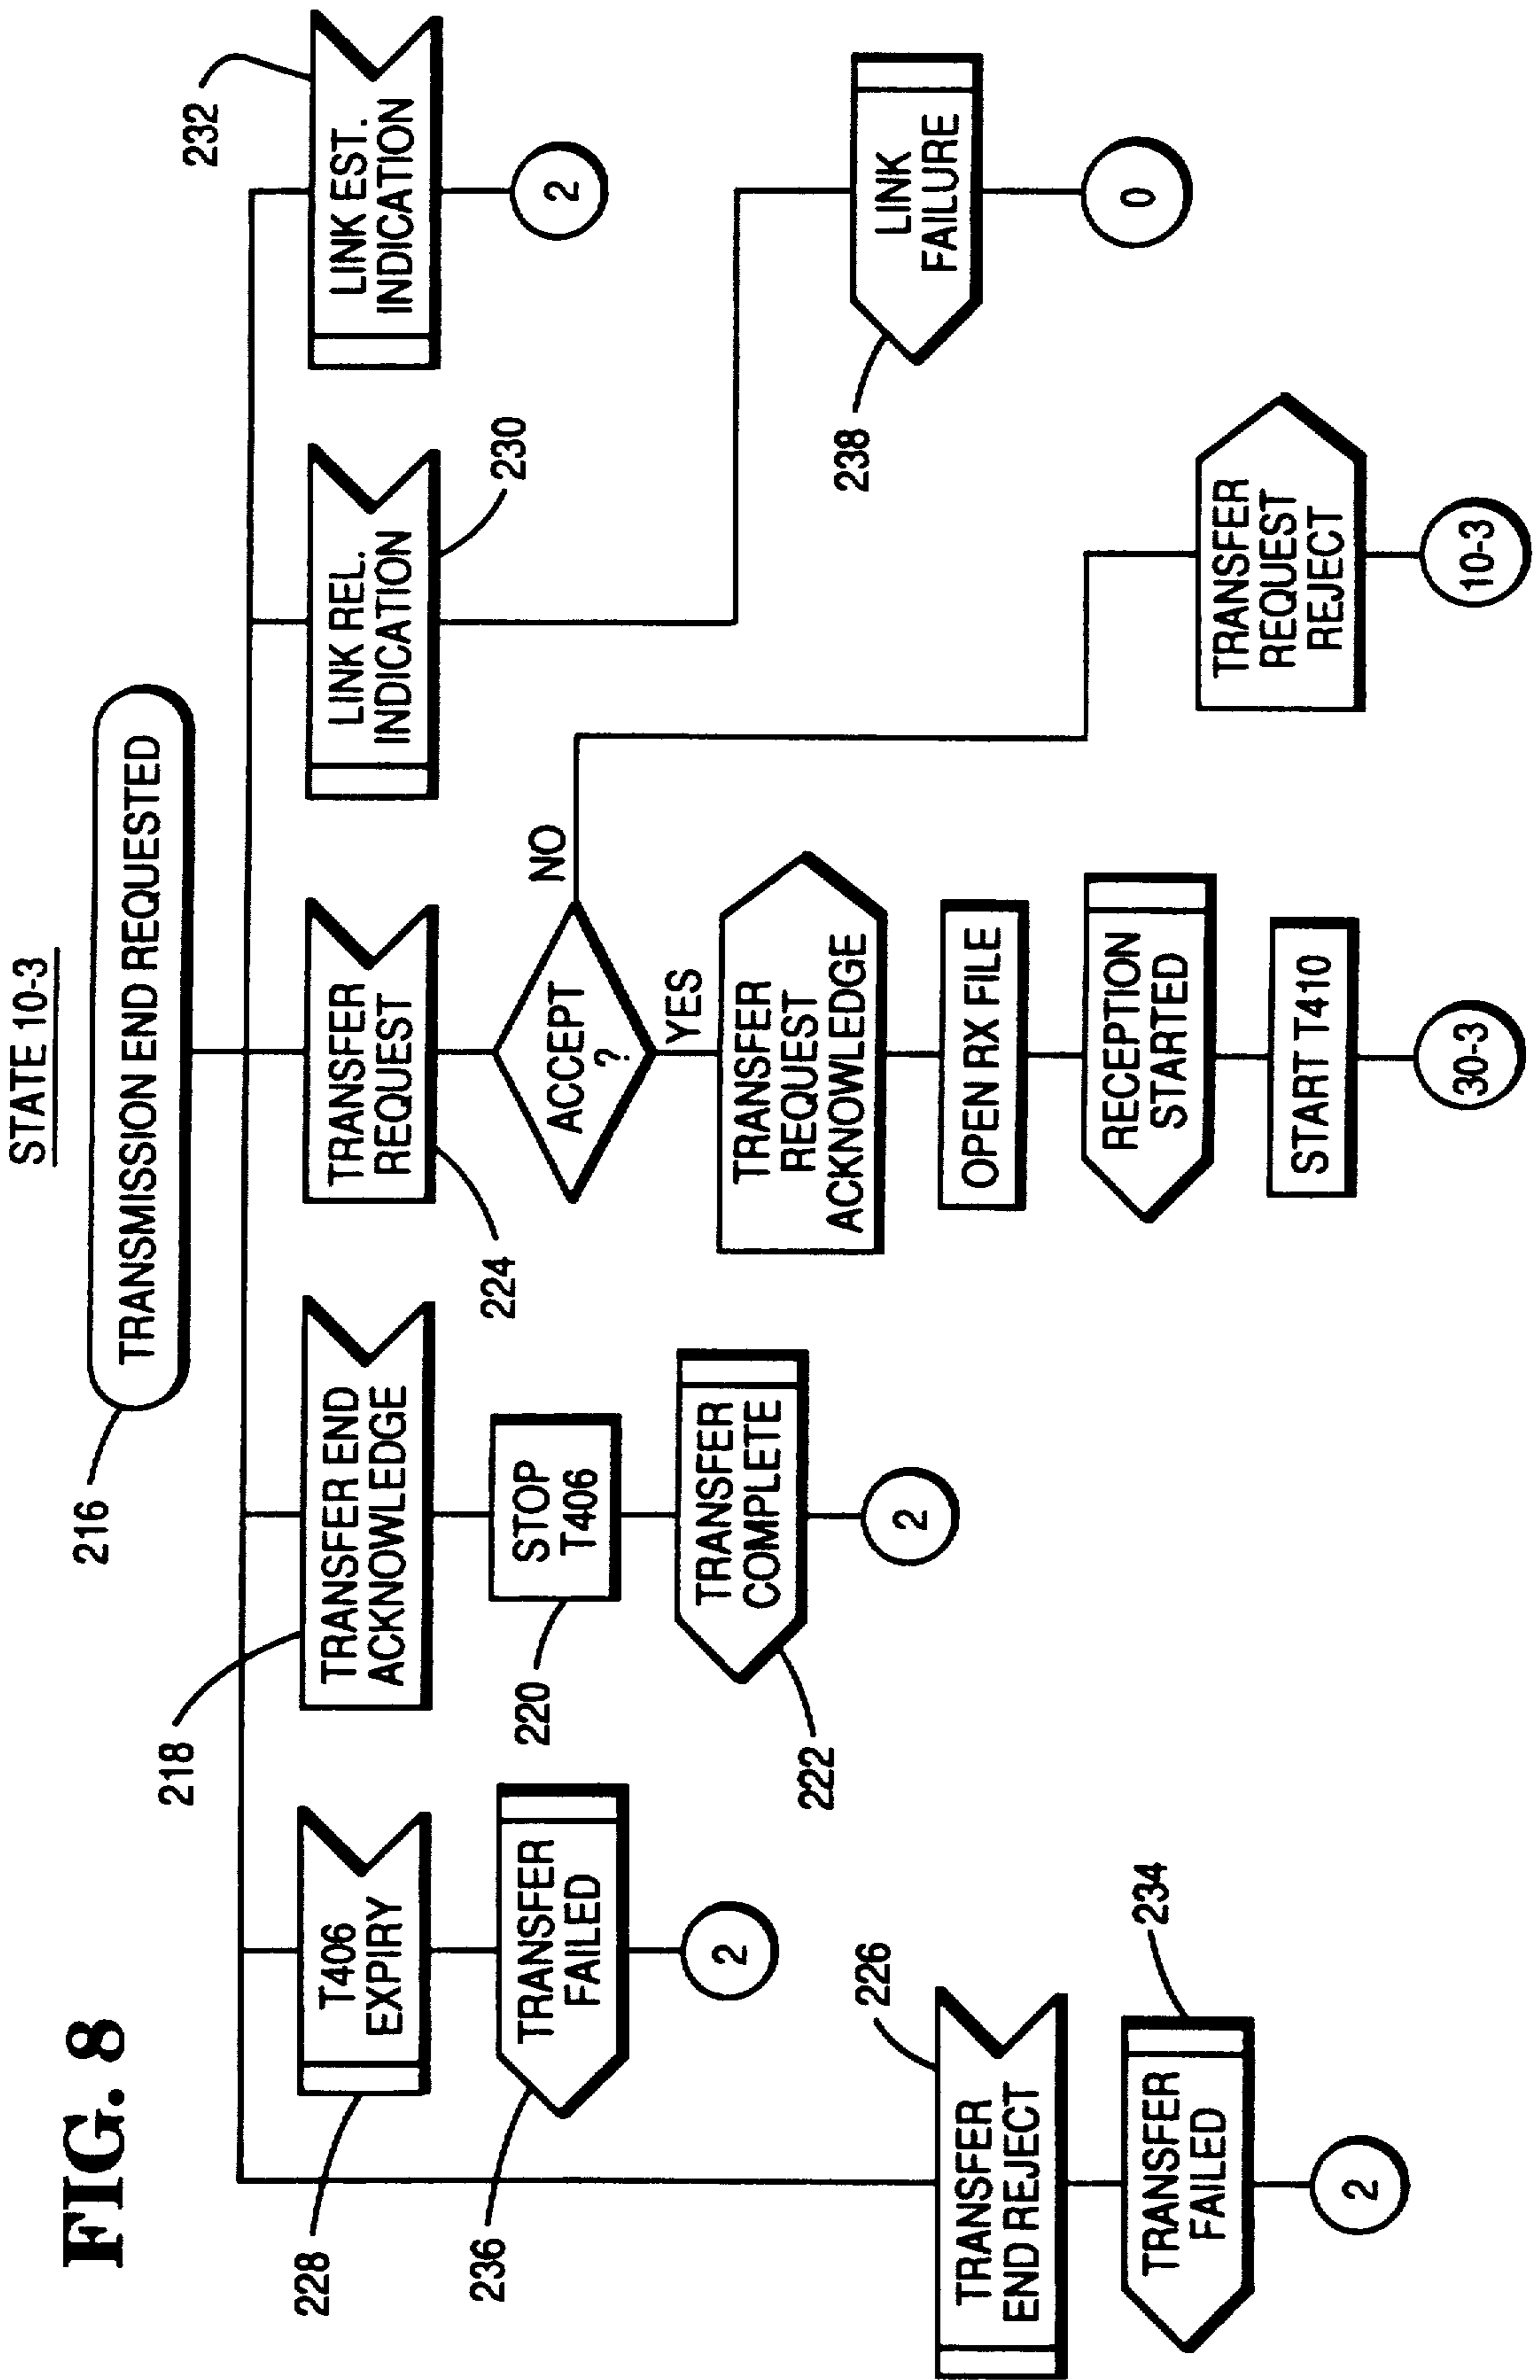 FIG. 8
STATE 10-3
TRANSMISSION END REQUESTED
216
TRANSFER
END REJECT
226
TRANSFER
FAILED
234
2
T406
EXPIRY
228
TRANSFER
FAILED
236
2
TRANSFER END
ACKNOWLEDGE
218
STOP
T406
220
TRANSFER
COMPLETE
222
2
TRANSFER
REQUEST
224
ACCEPT
?
NO
YES
TRANSFER
REQUEST
ACKNOWLEDGE
OPEN RX FILE
RECEPTION
STARTED
START T410
30-3
TRANSFER
REQUEST
REJECT
10-3
LINK REL.
INDICATION
230
LINK
FAILURE
238
0
LINK EST.
INDICATION
232
2